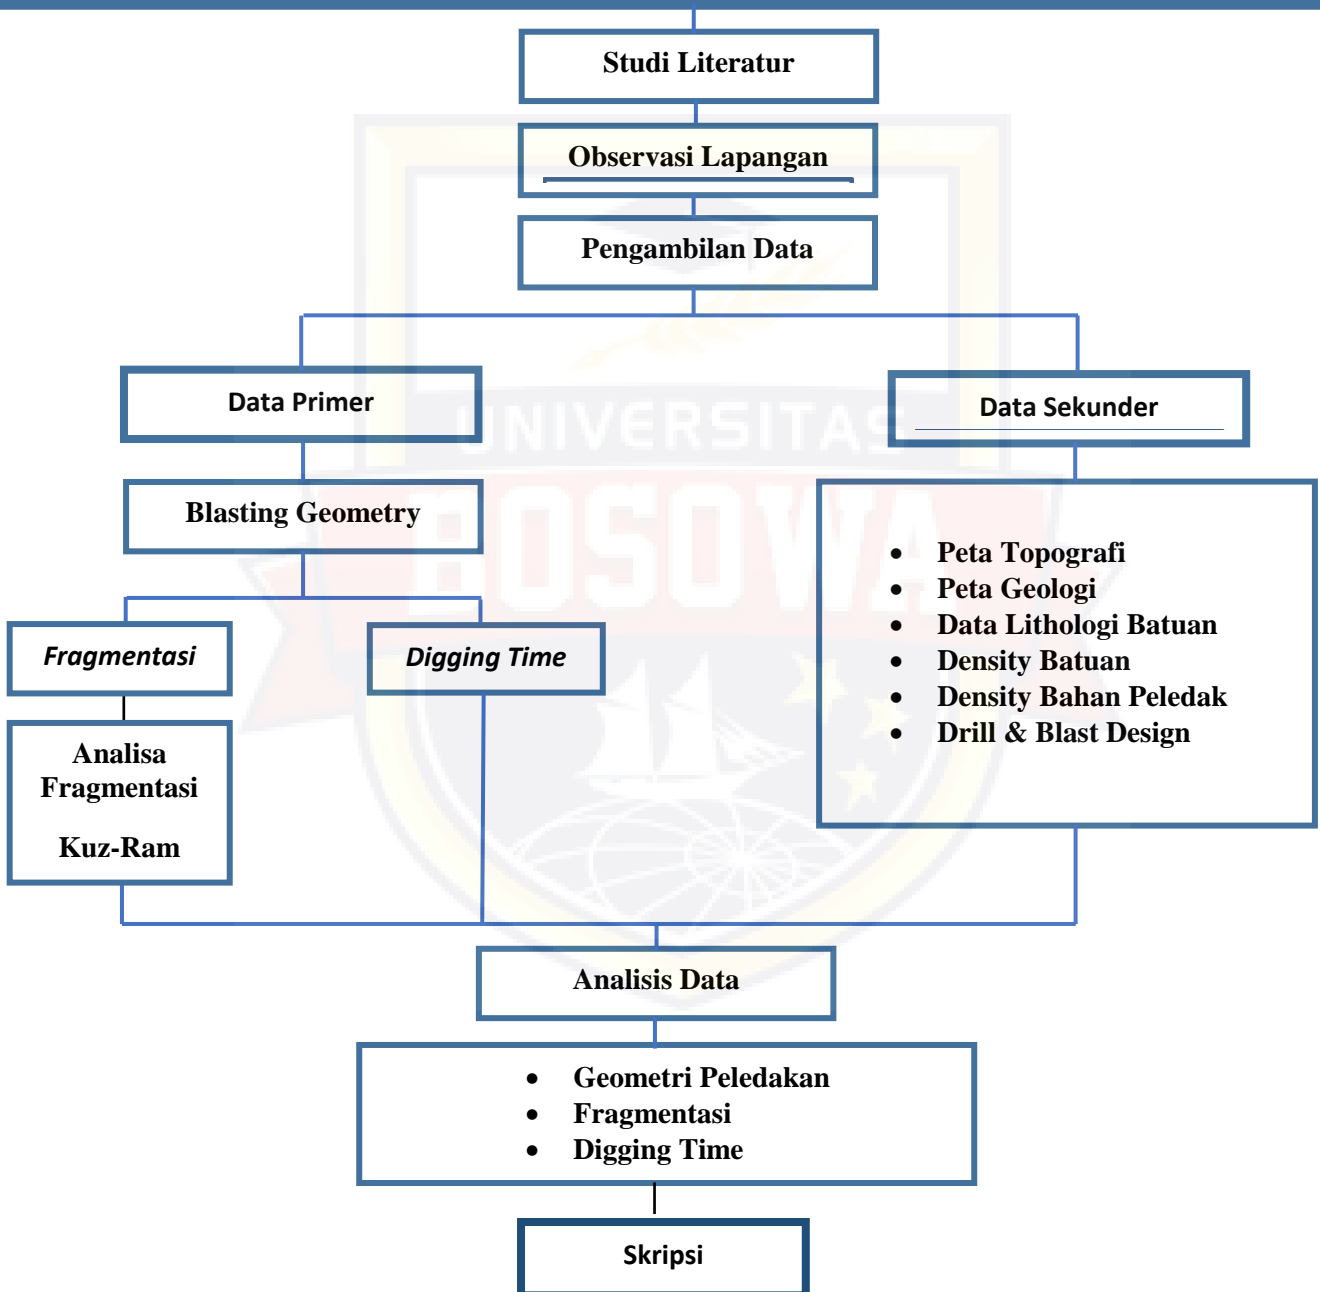 Studi Literatur
Observasi Lapangan
Pengambilan Data
Data Primer
Data Sekunder
Blasting Geometry
• Peta Topografi
• Peta Geologi
• Data Lithologi Batuan
• Density Batuan
• Density Bahan Peledak
• Drill & Blast Design
Fragmentasi
Digging Time
Analisa
Fragmentasi
Kuz-Ram
Analisis Data
• Geometri Peledakan
• Fragmentasi
• Digging Time
Skripsi
UNIVERSITAS
BOSOWA